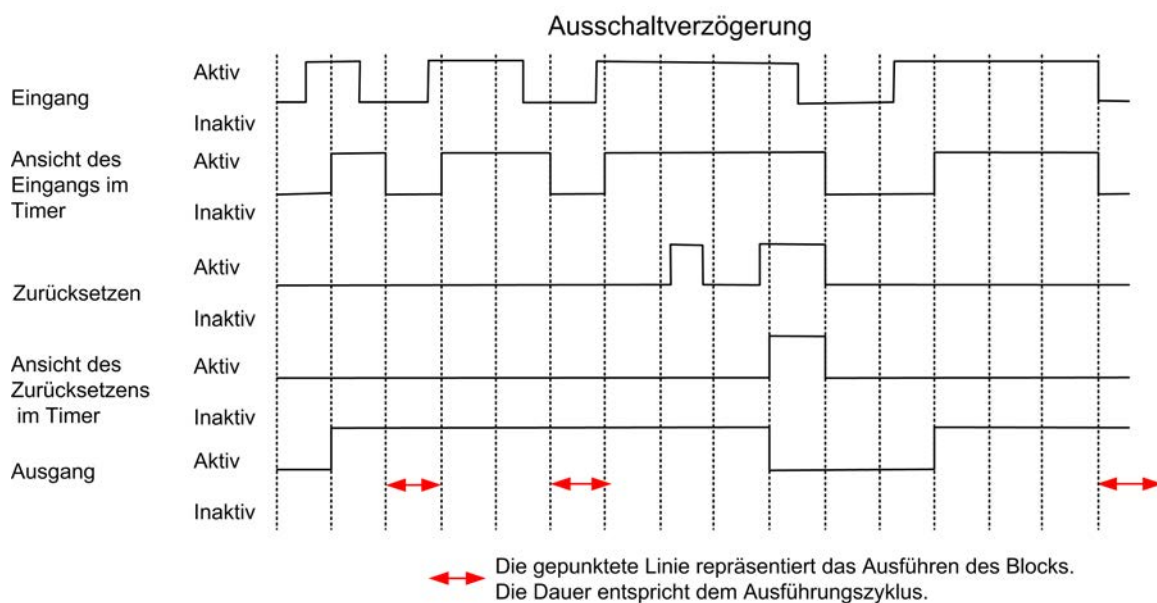 Ausschaltverzögerung
Aktiv
Eingang
Inaktiv
Ansicht des
Eingangs im
Timer
Aktiv
Inaktiv
Aktiv
Zurücksetzen
Inaktiv
Ansicht des
Zurücksetzens
im Timer
Aktiv
Inaktiv
Aktiv
Ausgang
Inaktiv
Die gepunktete Linie repräsentiert das Ausführen des Blocks.
Die Dauer entspricht dem Ausführungszyklus.